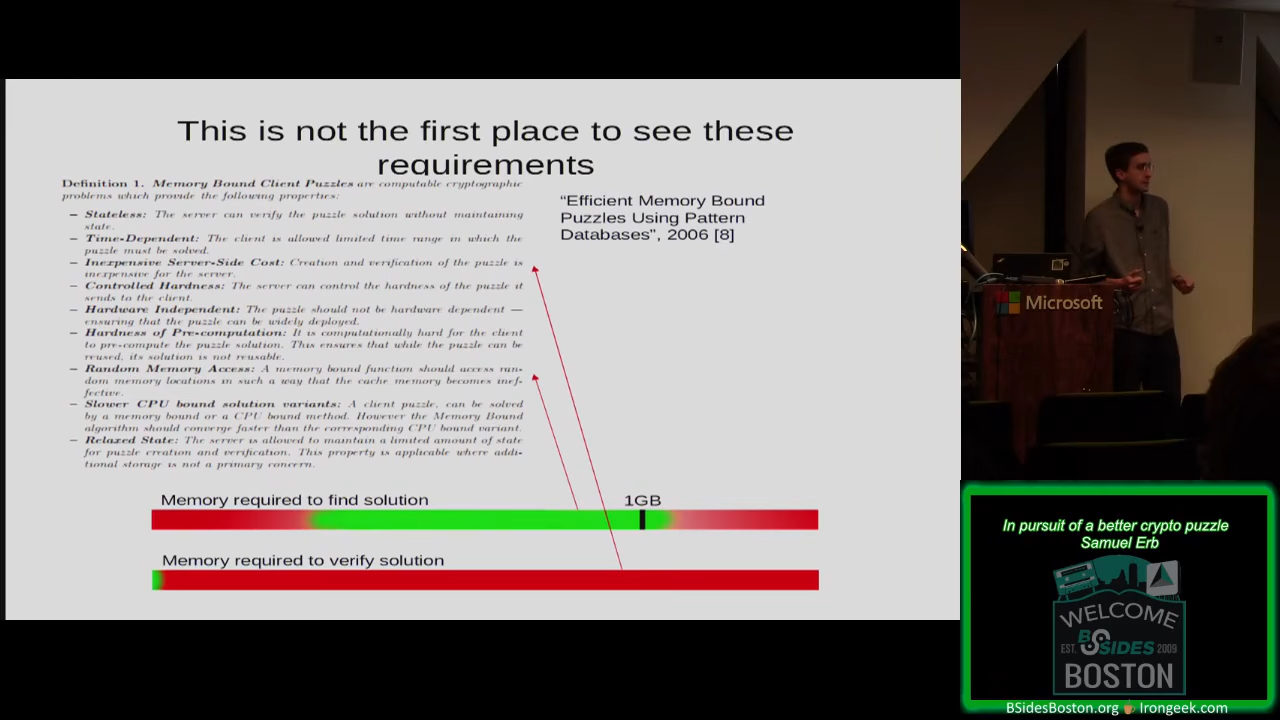 This is not the first place to see these
requirements
Definition 1. Memory Bound Client Puzzles are computable cryptographic
problems which provide the following properties:
– Stateless: The server can verify the puzzle solution without maintaining
state.
– Time-Dependent: The client is allowed limited time range in which the
puzzle must be solved.
– Inexpensive Server-Side Cost: Creation and verification of the puzzle is
inexpensive for the server.
– Controlled Hardness: The server can control the hardness of the puzzle it
sends to the client.
– Hardware Independent: The puzzle should not be hardware dependent —
ensuring that the puzzle can be widely deployed.
– Hardness of Pre-computation: It is computationally hard for the client
to pre-compute the puzzle solution. This ensures that while the puzzle can be
reused, its solution is not reusable.
– Random Memory Access: A memory bound function should access ran-
dom memory locations in such a way that the cache memory becomes inef-
fective.
– Slower CPU bound solution variants: A client puzzle, can be solved
by a memory bound or a CPU bound method. However the Memory Bound
algorithm should converge faster than the corresponding CPU bound variant.
– Relaxed State: The server is allowed to maintain a limited amount of state
for puzzle creation and verification. This property is applicable where addi-
tional storage is not a primary concern.
“Efficient Memory Bound
Puzzles Using Pattern
Databases”, 2006 [8]
Memory required to find solution
1GB
Memory required to verify solution
Microsoft
In pursuit of a better crypto puzzle
Samuel Erb
WELCOME
EST. BSIDES 2009
BOSTON
BSidesBoston.org Irongeek.com